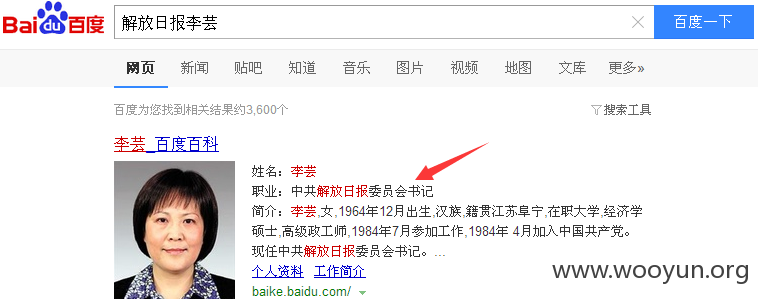 Bai du 百度 解放日报李芸 百度一下
网页 新闻 贴吧 知道 音乐 图片 视频 地图 文库 更多»
百度为您找到相关结果约3,600个 搜索工具
李芸_百度百科
姓名：李芸
职业：中共解放日报委员会书记
简介：李芸,女,1964年12月出生,汉族,籍贯江苏阜宁,在职大学,经济学
硕士,高级政工师,1984年7月参加工作,1984年 4月加入中国共产党。
现任中共解放日报委员会书记。...
个人资料 工作简介
baike.baidu.com/
www.wooyun.org